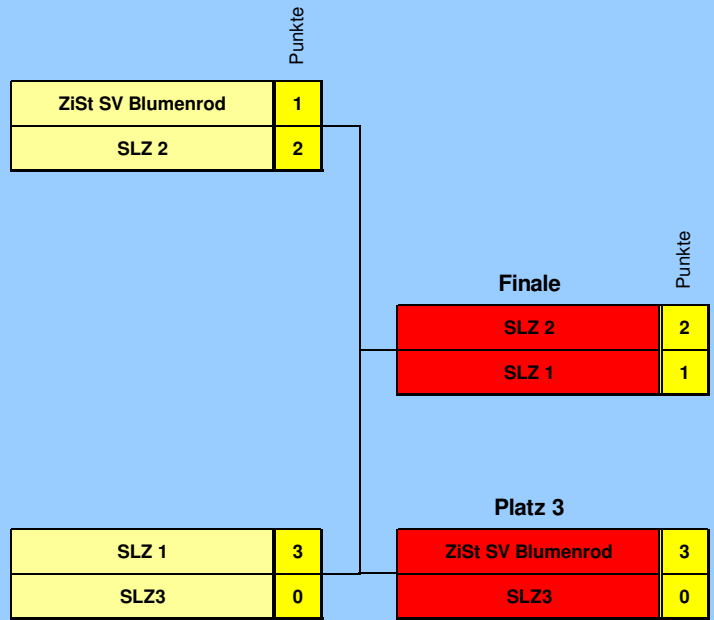 Punkte
ZiSt SV Blumenrod 1
SLZ 2 2
Punkte
Finale
SLZ 2 2
SLZ 1 1
Platz 3
SLZ 1 3
ZiSt SV Blumenrod 3
SLZ3 0
SLZ3 0